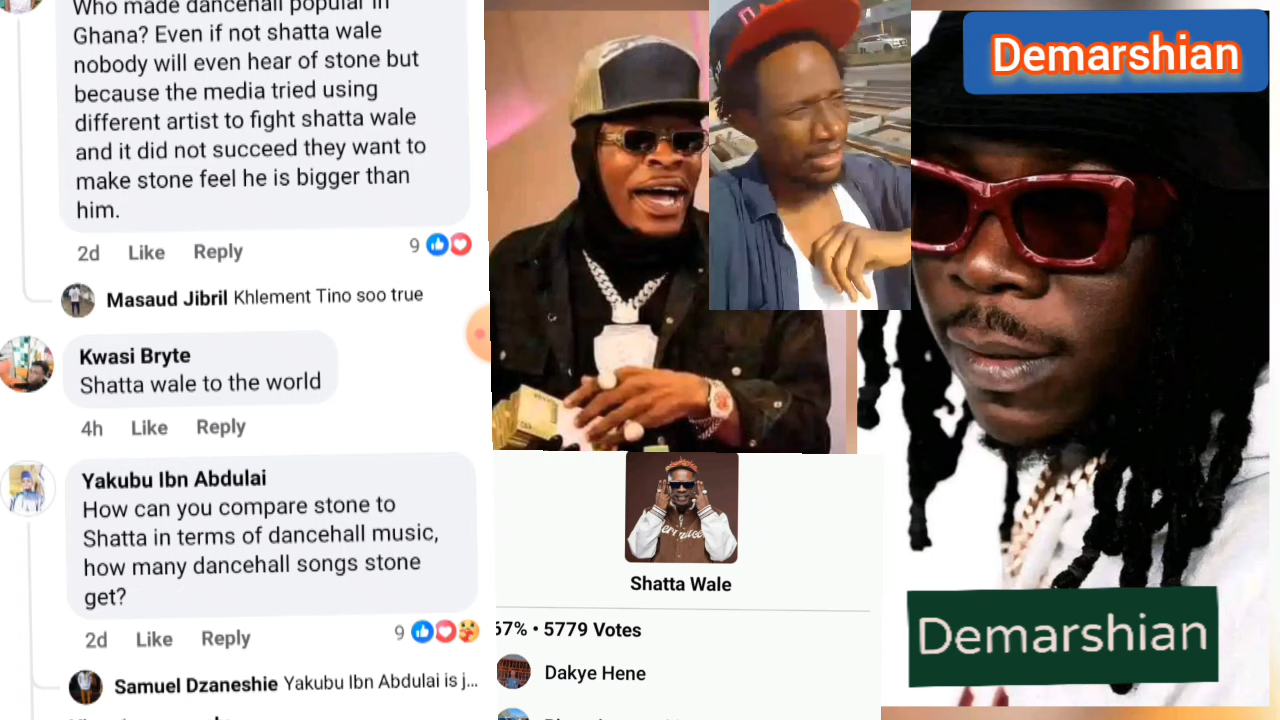 Who made dancehall popular in
Ghana? Even if not shatta wale
nobody will even hear of stone but
because the media tried using
different artist to fight shatta wale
and it did not succeed they want to
make stone feel he is bigger than
him.
2d Like Reply 9
Masaud Jibril Khlement Tino soo true
Kwasi Bryte
Shatta wale to the world
4h Like Reply
Yakubu Ibn Abdulai
How can you compare stone to
Shatta in terms of dancehall music,
how many dancehall songs stone
get?
2d Like Reply 9
Samuel Dzaneshie Yakubu Ibn Abdulai is j...
Shatta Wale
67% • 5779 Votes
Dakye Hene
Demarshian
Demarshian